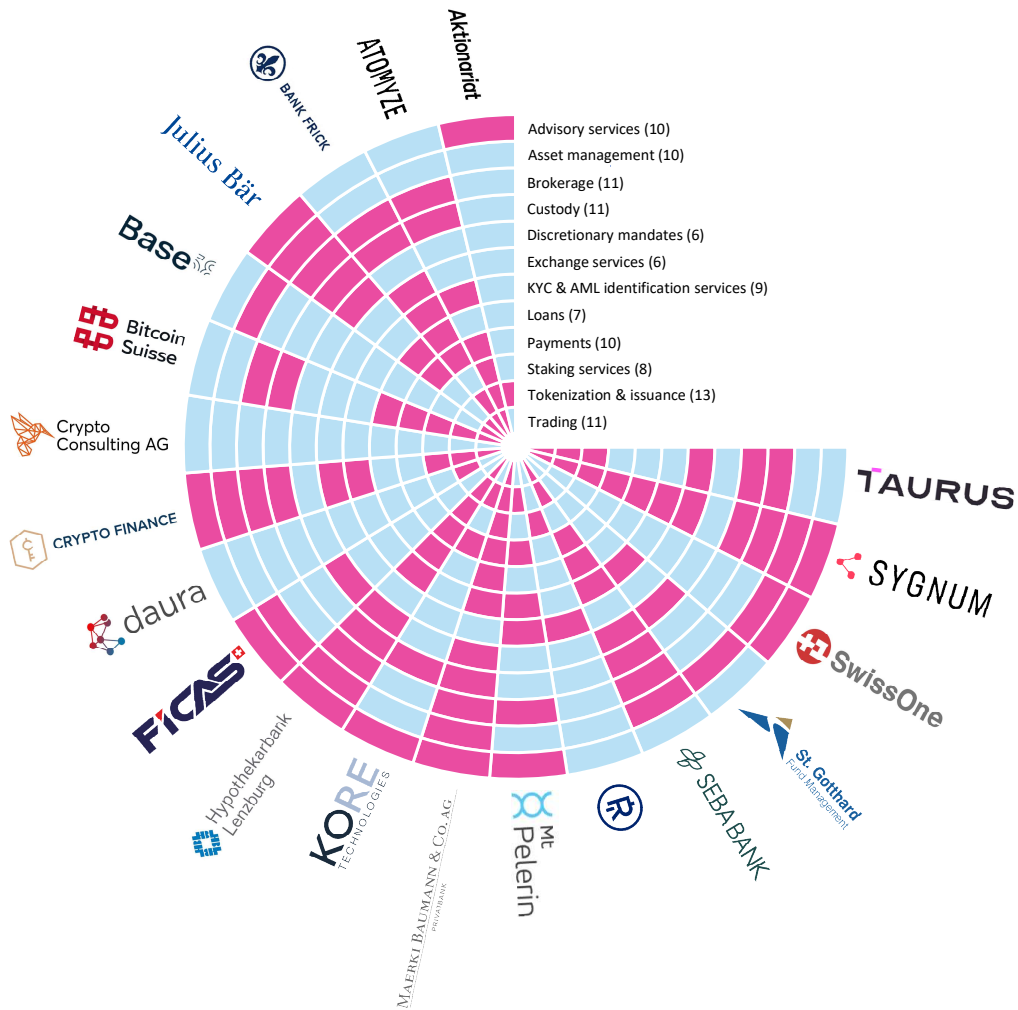 Aktionariat
ATOMYZE
BANK FRICK
Julius Bär
Base
Bitcoin
Suisse
Crypto
Consulting AG
CRYPTO FINANCE
daura
FiCAS
Hypothekarbank
Lenzburg
KORE
TECHNOLOGIES
MAERKI BAUMANN & CO. AG
PRIVATBANK
Mt
Pelerin
R
SEBA BANK
St. Gotthard
Fund Management
SwissOne
SYGNUM
TAURUS
Advisory services (10)
Asset management (10)
Brokerage (11)
Custody (11)
Discretionary mandates (6)
Exchange services (6)
KYC & AML identification services (9)
Loans (7)
Payments (10)
Staking services (8)
Tokenization & issuance (13)
Trading (11)